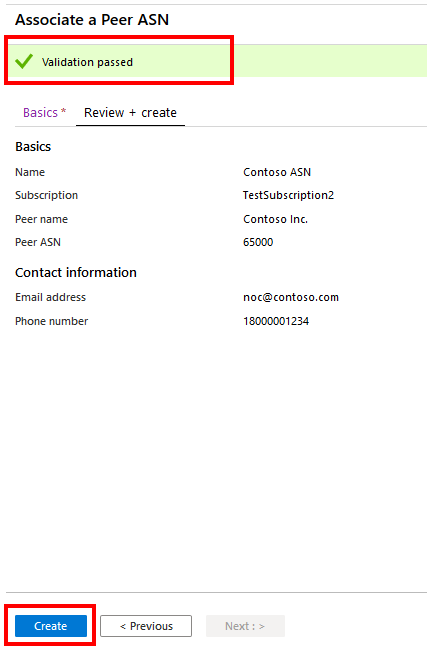 Associate a Peer ASN
Validation passed
Basics * Review + create
Basics
Name Contoso ASN
Subscription TestSubscription2
Peer name Contoso Inc.
Peer ASN 65000
Contact information
Email address noc@contoso.com
Phone number 18000001234
Create < Previous Next : >